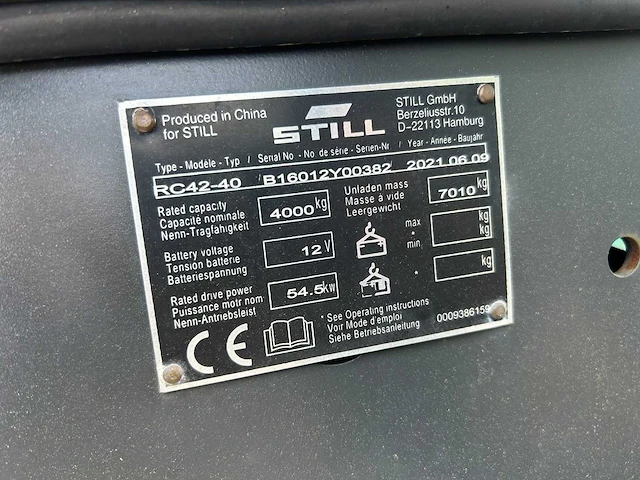 Produced in China
for STILL
STILL
STILL GmbH
Berzeliusstr.10
D-22113 Hamburg
Type - Modèle - Typ / Serial No - No. de série - Serien-Nr / Year - Année - Baujahr
RC42-40 B16012Y00382 2021.06.09
Rated capacity
Capacité nominale
Nenn-Tragfähigkeit
4000 kg
Unladen mass
Masse à vide
Leergewicht
7010 kg
Battery voltage
Tension batterie
Batteriespannung
12 V
max. kg
* kg
min.
Rated drive power
Puissance motr nom
Nenn-Antriebsleist
54.5 kw
* kg
CE
*See Operating instructions
Voir Mode d'emploi
Siehe Betriebsanleitung
0009386159